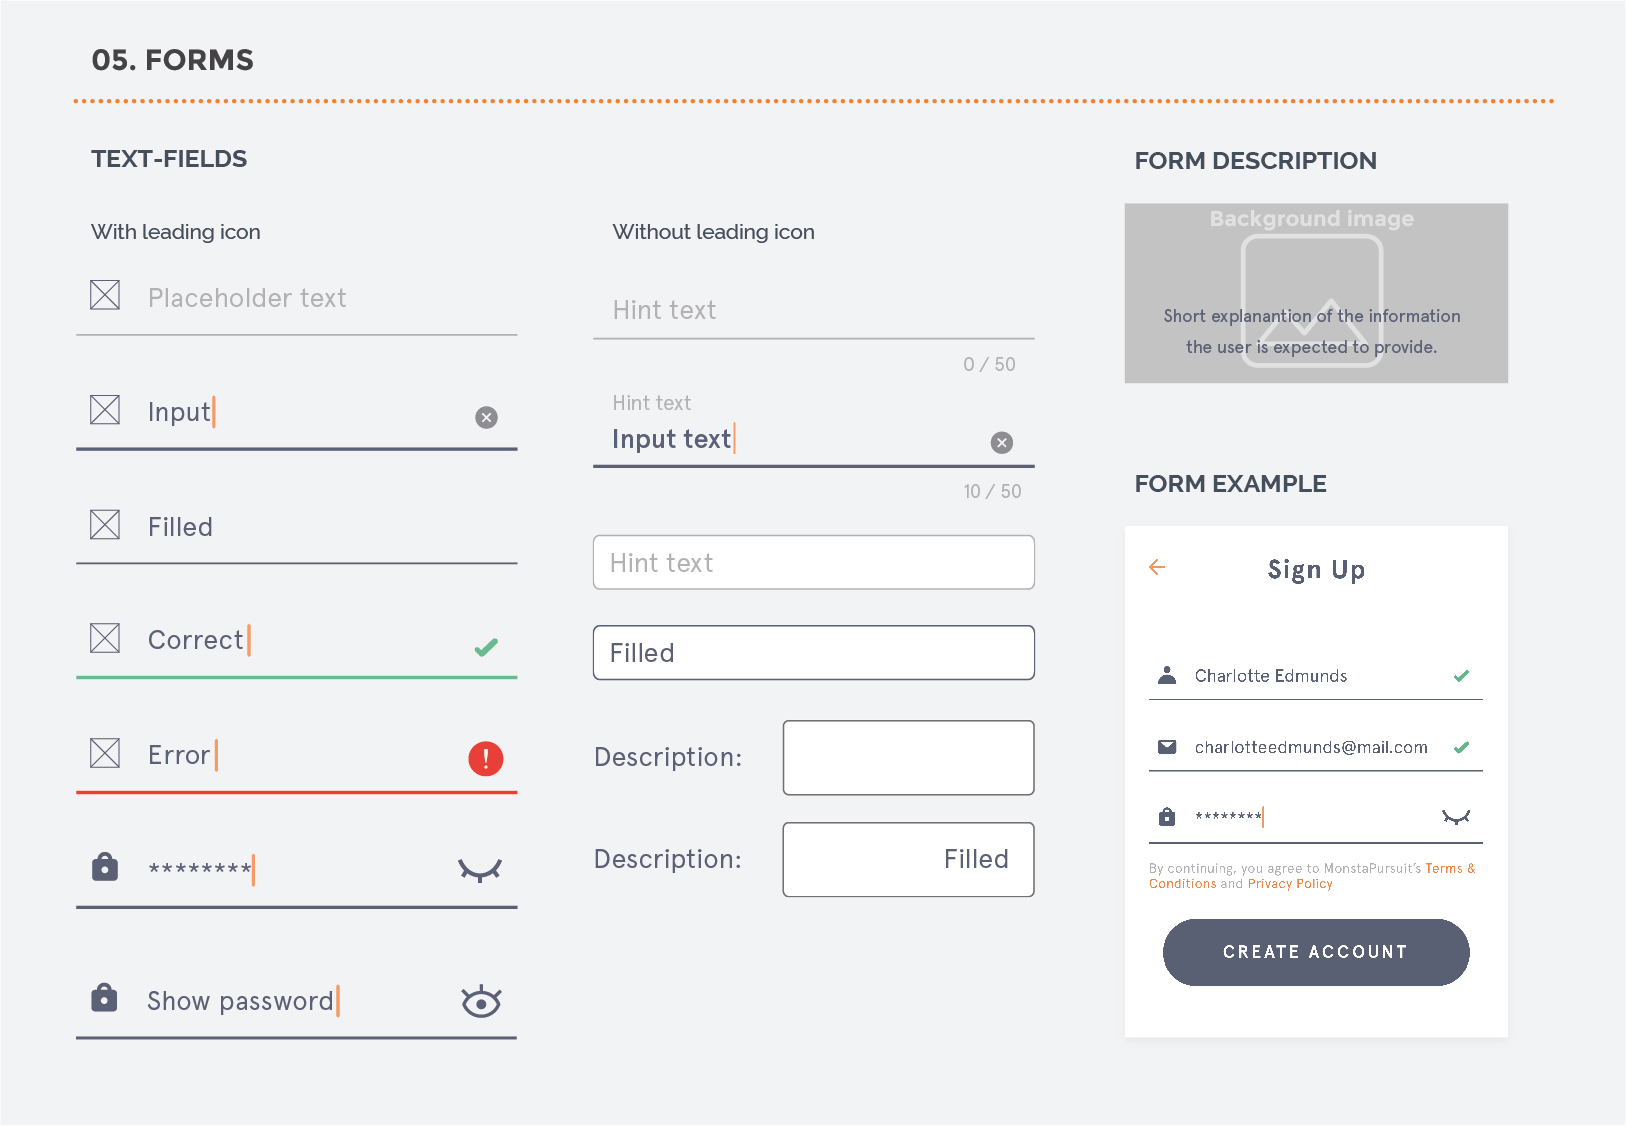 05. FORMS
TEXT-FIELDS
With leading icon
Placeholder text
Input
Filled
Correct
Error
********
Show password
Without leading icon
Hint text
0 / 50
Hint text
Input text
10 / 50
Hint text
Filled
Description:
Description:
Filled
FORM DESCRIPTION
Background image
Short explanantion of the information
the user is expected to provide.
FORM EXAMPLE
Sign Up
Charlotte Edmunds
charlotteedmunds@mail.com
********
By continuing, you agree to MonstaPursuit's Terms &
Conditions and Privacy Policy
CREATE ACCOUNT